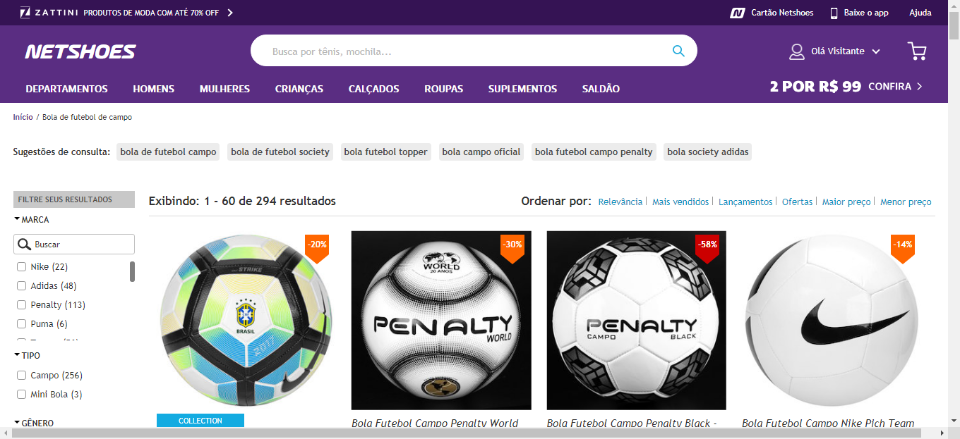 ZATTINI PRODUTOS DE MODA COM ATÉ 70% OFF
Cartão Netshoes
Baixe o app
Ajuda
NETSHOES
Busca por tênis, mochila...
Olá Visitante
DEPARTAMENTOS HOMENS MULHERES CRIANÇAS CALÇADOS ROUPAS SUPLEMENTOS SALDÃO
2 POR R$ 99 CONFIRA
Início / Bola de futebol de campo
Sugestões de consulta: bola de futebol campo bola de futebol society bola futebol topper bola campo oficial bola futebol campo penalty bola society adidas
FILTRE SEUS RESULTADOS
MARCA
Buscar
Nike (22)
Adidas (48)
Penalty (113)
Puma (6)
TIPO
Campo (256)
Mini Bola (3)
GÊNERO
Exibindo: 1 - 60 de 294 resultados
Ordenar por: Relevância Mais vendidos Lançamentos Ofertas Maior preço Menor preço
-20%
STRIKE
BRASIL
2017
COLLECTION
-30%
WORLD
20 ANOS
PENALTY
WORLD
Bola Futebol Campo Penalty World
-58%
PENALTY
CAMPO BLACK
Bola Futebol Campo Penalty Black -
-14%
Bola Futebol Campo Nike Pich Team